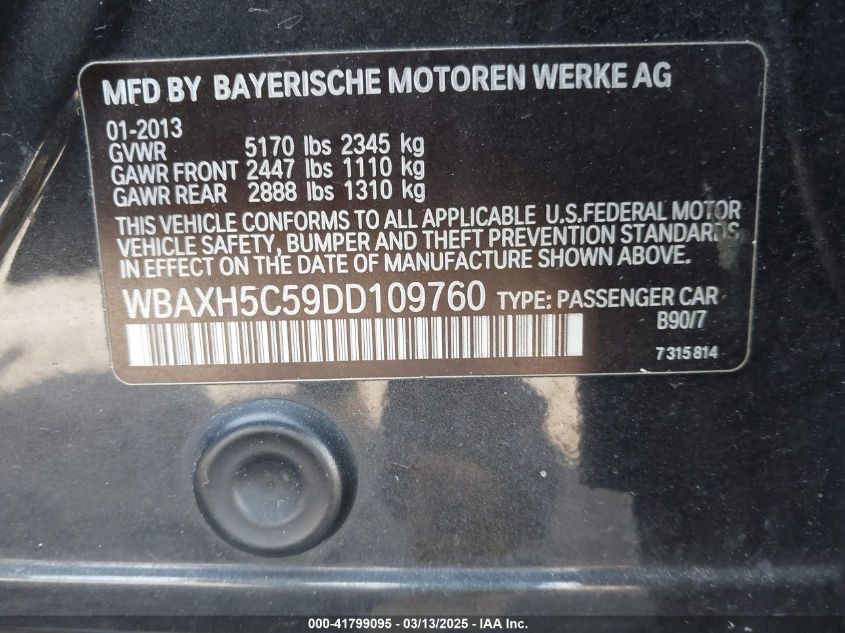 MFD BY BAYERISCHE MOTOREN WERKE AG
01-2013
GVWR 5170 lbs 2345 kg
GAWR FRONT 2447 lbs 1110 kg
GAWR REAR 2888 lbs 1310 kg
THIS VEHICLE CONFORMS TO ALL APPLICABLE U.S.FEDERAL MOTOR
VEHICLE SAFETY, BUMPER AND THEFT PREVENTION STANDARDS
IN EFFECT ON THE DATE OF MANUFACTURE SHOWN ABOVE.
WBAXH5C59DD109760 TYPE: PASSENGER CAR
B90/7
7 315 814
000-41799095 - 03/13/2025 - IAA Inc.